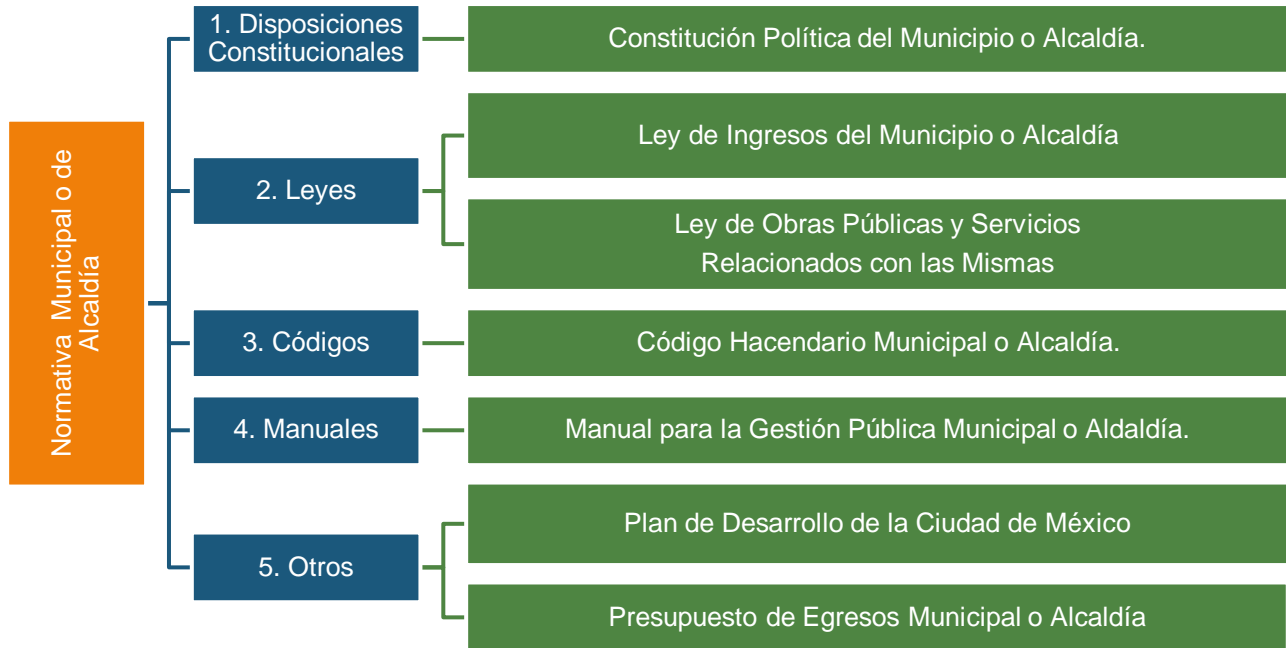 Normativa Municipal o de
Alcaldía
1. Disposiciones
Constitucionales
Constitución Política del Municipio o Alcaldía.
2. Leyes
Ley de Ingresos del Municipio o Alcaldía
Ley de Obras Públicas y Servicios
Relacionados con las Mismas
3. Códigos
Código Hacendario Municipal o Alcaldía.
4. Manuales
Manual para la Gestión Pública Municipal o Aldaldía.
5. Otros
Plan de Desarrollo de la Ciudad de México
Presupuesto de Egresos Municipal o Alcaldía